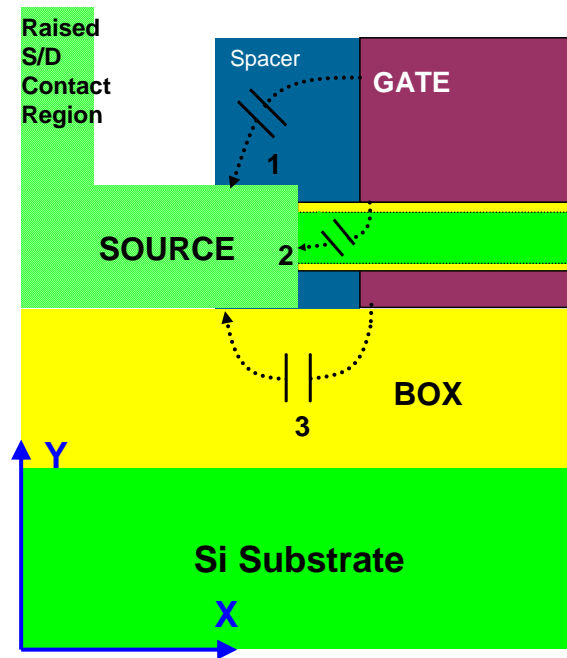 Raised
S/D
Contact
Region
Spacer
GATE
1
SOURCE
2
BOX
3
Y
Si Substrate
X